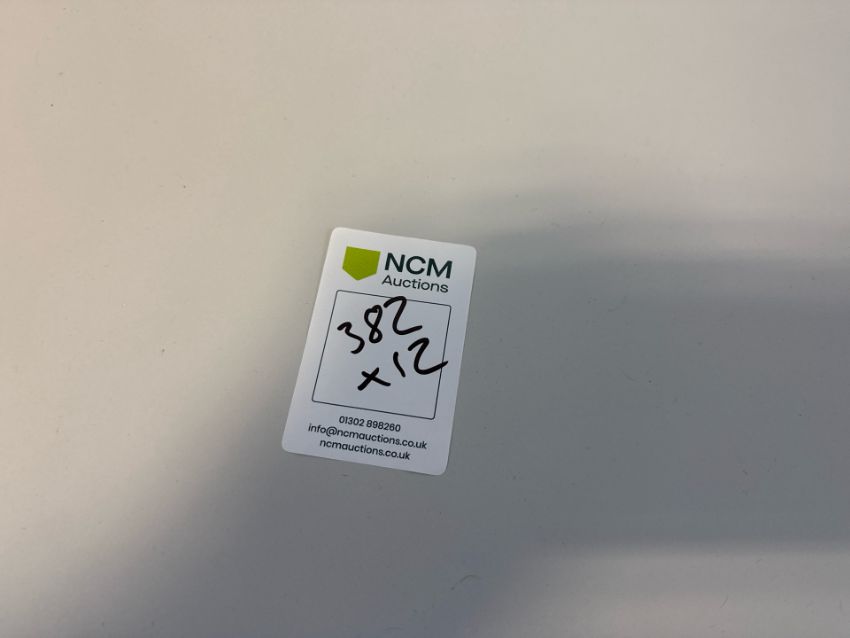 NCM
Auctions
382
x12
01302 898260
info@ncmauctions.co.uk
ncmauctions.co.uk